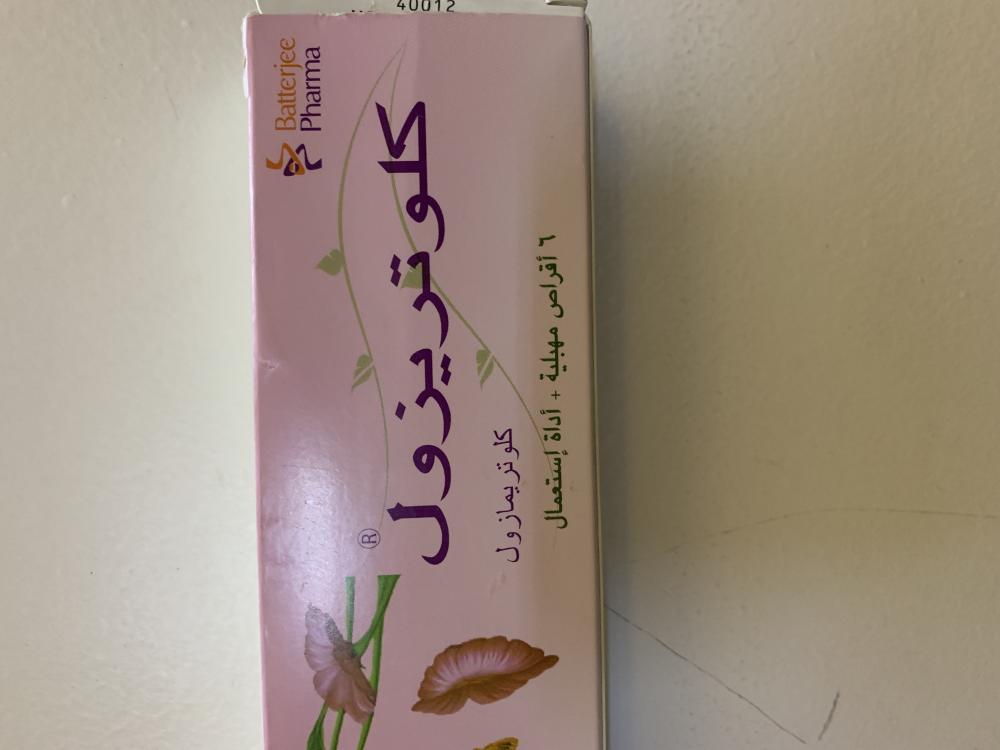 40012
Batterjee
Pharma
كلوتريزول ®
كلوتريمازول
٦ أقراص مهبلية + أداة إستعمال